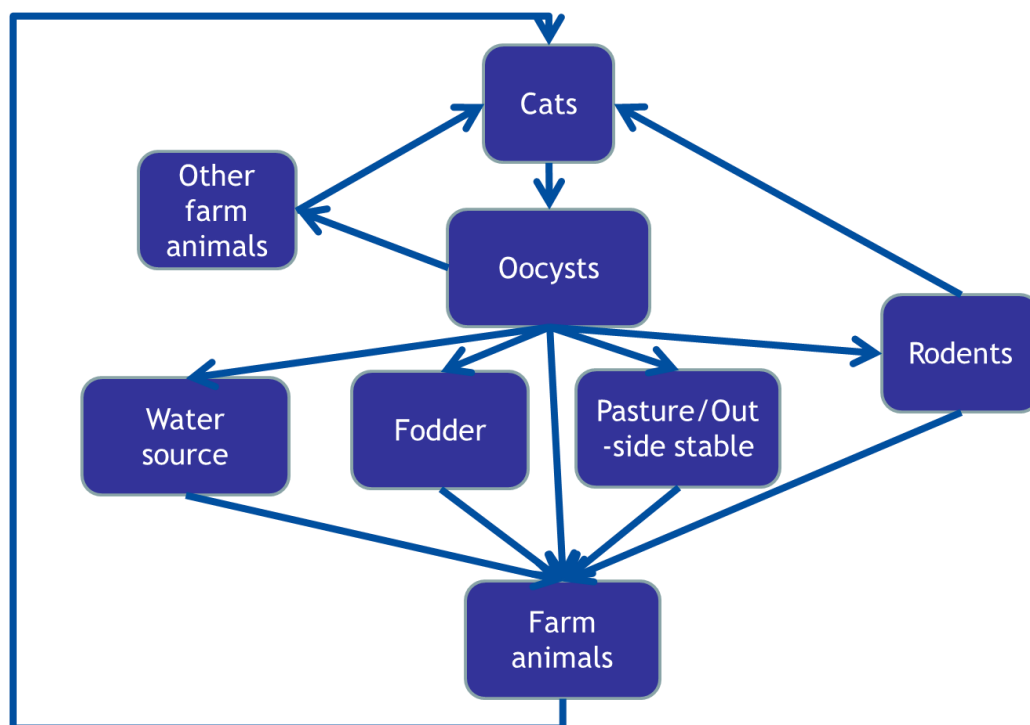 Cats
Other
farm
animals
Oocysts
Rodents
Water
source
Fodder
Pasture/Out
-side stable
Farm
animals